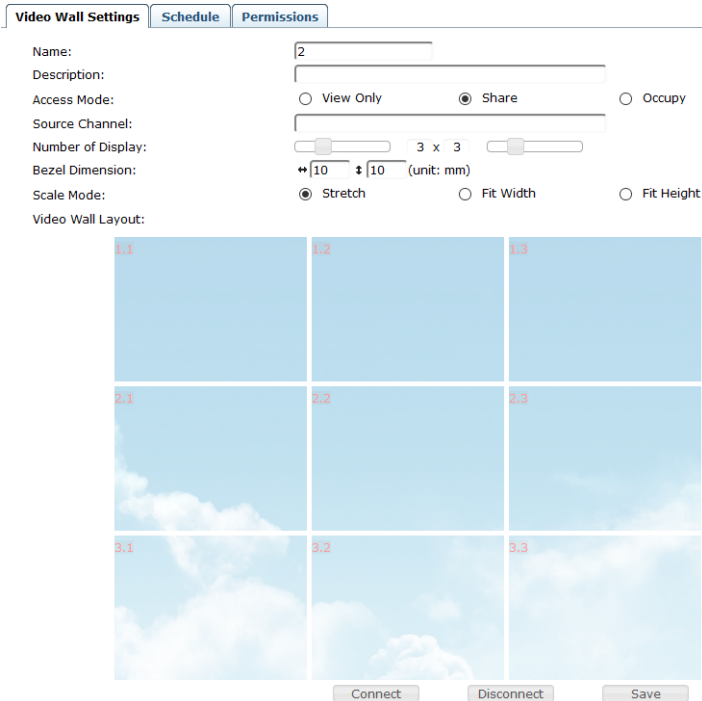 Video Wall Settings Schedule Permissions
Name: 2
Description:
Access Mode: View Only Share Occupy
Source Channel:
Number of Display: 3 x 3
Bezel Dimension: ↔ 10 ↕ 10 (unit: mm)
Scale Mode: Stretch Fit Width Fit Height
Video Wall Layout:
1.1 1.2 1.3
2.1 2.2 2.3
3.1 3.2 3.3
Connect Disconnect Save